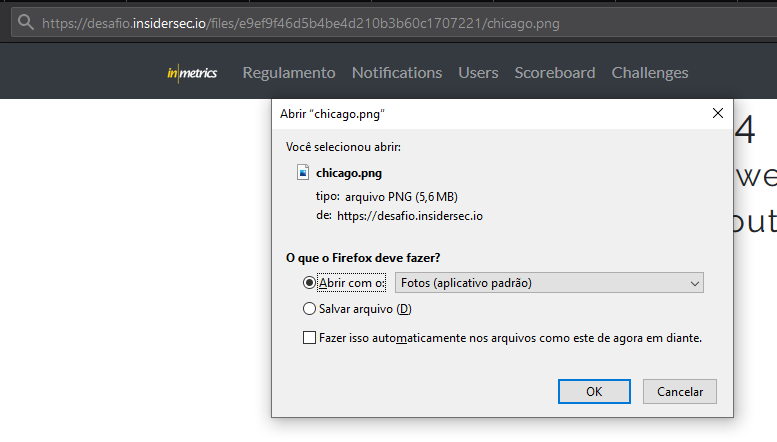 https://desafio.insidersec.io/files/e9ef9f46d5b4be4d210b3b60c1707221/chicago.png
in|metrics Regulamento Notifications Users Scoreboard Challenges
Abrir "chicago.png"
4
Você selecionou abrir:
chicago.png
we
tipo: arquivo PNG (5,6 MB)
de: https://desafio.insidersec.io
out
O que o Firefox deve fazer?
Abrir com o: Fotos (aplicativo padrão)
Salvar arquivo (D)
Fazer isso automaticamente nos arquivos como este de agora em diante.
OK Cancelar